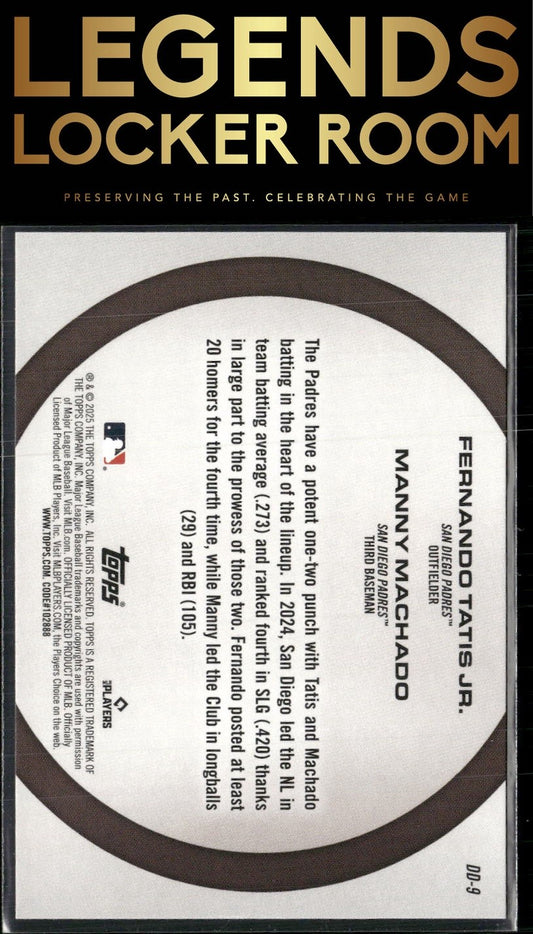 LEGENDS
LOCKER ROOM
PRESERVING THE PAST. CELEBRATING THE GAME
DD-9
FERNANDO TATIS JR.
SAN DIEGO PADRES™
OUTFIELDER
MANNY MACHADO
SAN DIEGO PADRES™
THIRD BASEMAN
The Padres have a potent one-two punch with Tatis and Machado
batting in the heart of the lineup. In 2024, San Diego led the NL in
team batting average (.273) and ranked fourth in SLG (.420) thanks
in large part to the prowess of those two. Fernando posted at least
20 homers for the fourth time, while Manny led the Club in longballs
(29) and RBI (105).
topps®
MLB PLAYERS
® & © 2025 THE TOPPS COMPANY, INC. ALL RIGHTS RESERVED. TOPPS IS A REGISTERED TRADEMARK OF
THE TOPPS COMPANY, INC. Major League Baseball trademarks and copyrights are used with permission
of Major League Baseball. Visit MLB.com. OFFICIALLY LICENSED PRODUCT OF MLB. Officially
Licensed Product of MLB Players, Inc. Visit MLBPLAYERS.COM, the Players Choice on the web.
WWW.TOPPS.COM. CODE#102888